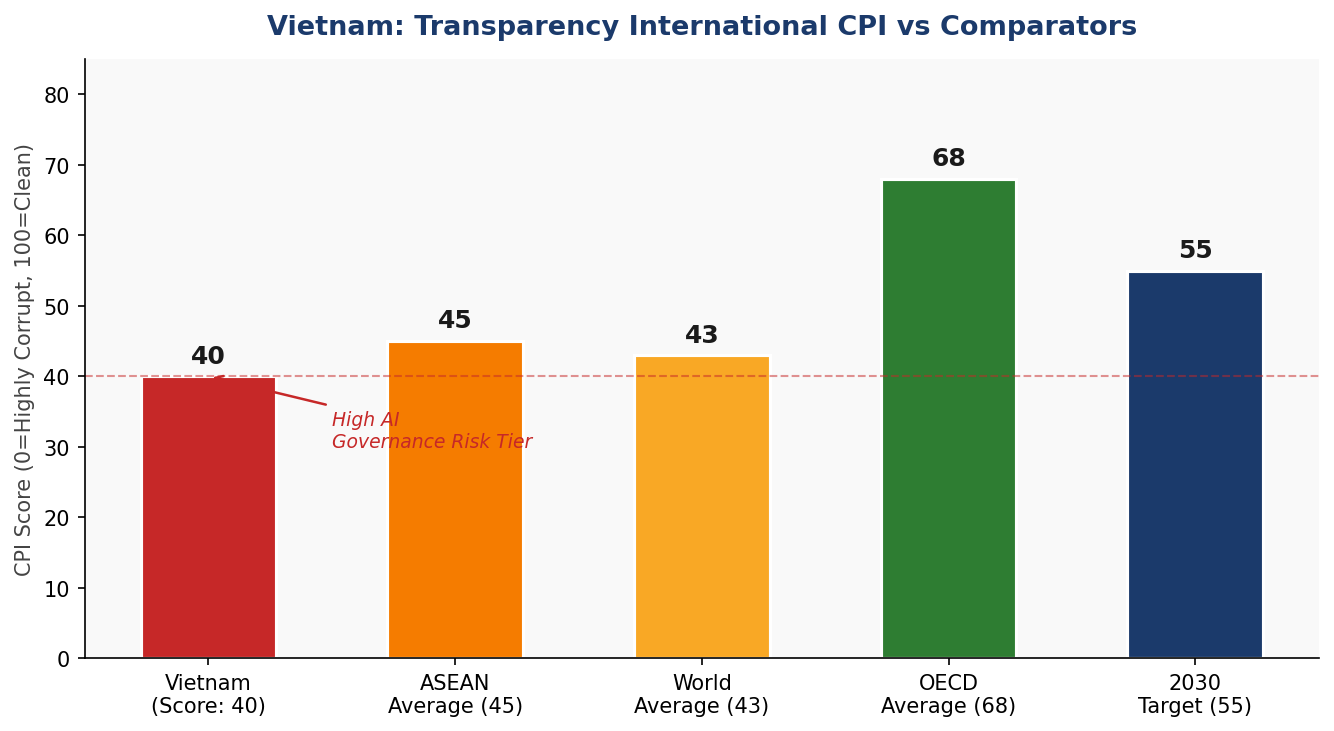 Vietnam: Transparency International CPI vs Comparators
CPI Score (0=Highly Corrupt, 100=Clean)
80
70
60
50
40
30
20
10
0
40
45
43
68
55
High AI
Governance Risk Tier
Vietnam
(Score: 40)
ASEAN
Average (45)
World
Average (43)
OECD
Average (68)
2030
Target (55)